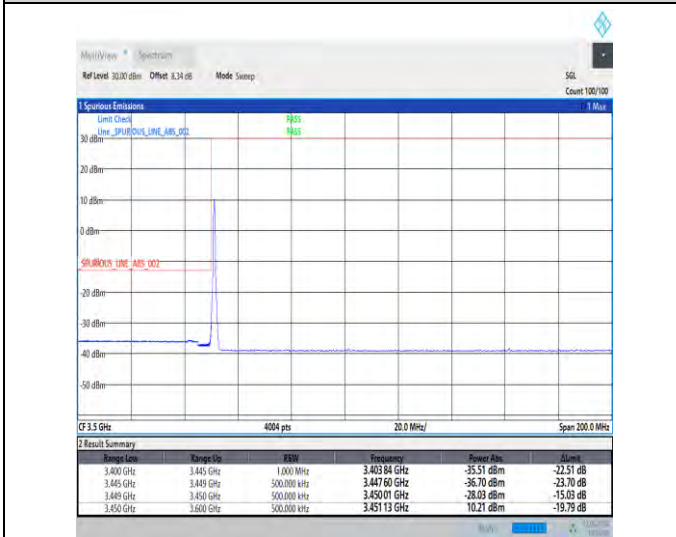 MultiView Spectrum
Ref Level 30.00 dBm Offset 8.34 dB Mode Sweep SGL
Count 100/100
1 Spurious Emissions 1 Max
Limit Check PASS
Line _SPURIOUS_LINE_ABS_002 PASS
30 dBm
20 dBm
10 dBm
0 dBm
_SPURIOUS_LINE_ABS_002
-20 dBm
-30 dBm
-40 dBm
-50 dBm
CF 3.5 GHz 4004 pts 20.0 MHz/ Span 200.0 MHz
2 Result Summary
Range Low Range Up RBW Frequency Power Abs ΔLimit
3.400 GHz 3.445 GHz 1.000 MHz 3.403 84 GHz -35.51 dBm -22.51 dB
3.445 GHz 3.449 GHz 500.000 kHz 3.447 60 GHz -36.70 dBm -23.70 dB
3.449 GHz 3.450 GHz 500.000 kHz 3.450 01 GHz -28.03 dBm -15.03 dB
3.450 GHz 3.600 GHz 500.000 kHz 3.451 13 GHz 10.21 dBm -19.79 dB